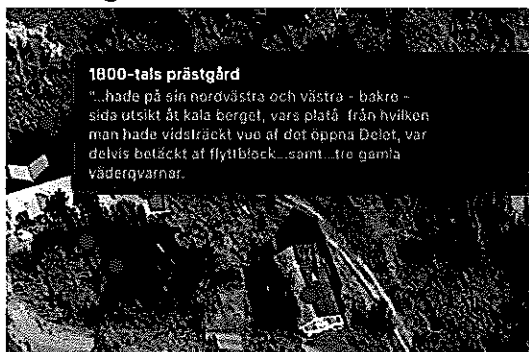 1800-tals prästgård
"...hade på sin nordvästra och västra - bakre -
sida utsikt åt kala berget, vars platå från hvilken
man hade vidsträckt vue af det öppna Delet, var
delvis betäckt af flyttblock...samt...tre gamla
väderqvarnar.